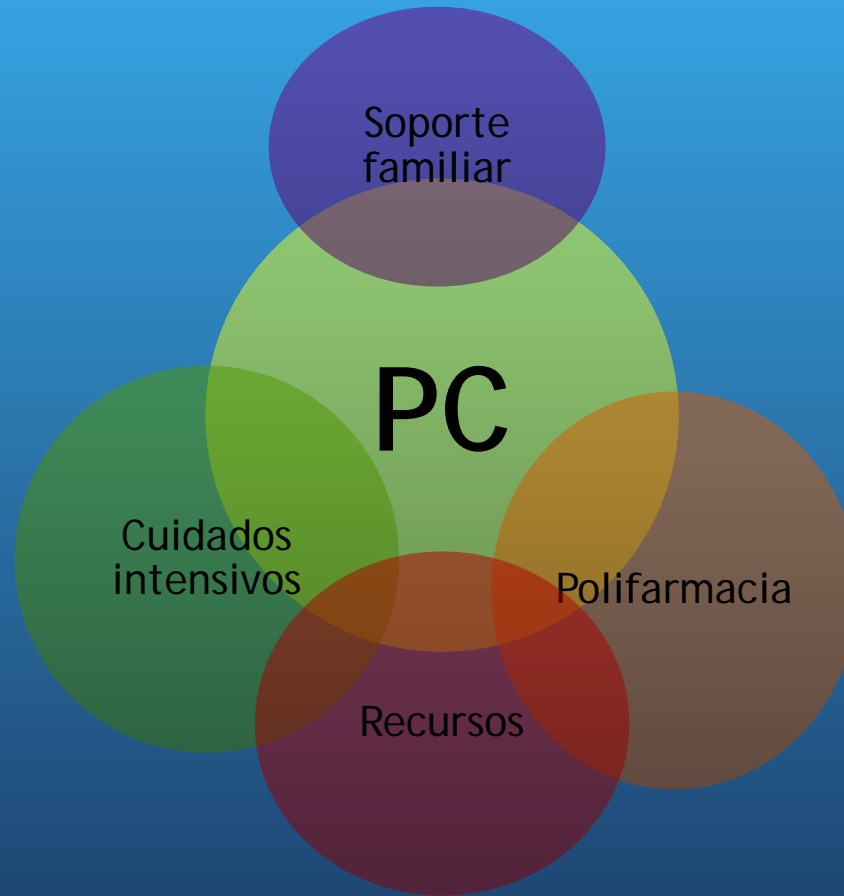 Soporte
familiar
PC
Cuidados
intensivos
Polifarmacia
Recursos